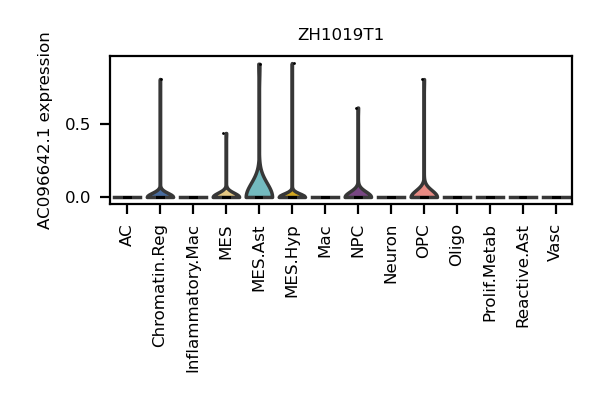 ZH1019T1
AC096642.1 expression
0.5
0.0
AC
Chromatin.Reg
Inflammatory.Mac
MES
MES.Ast
MES.Hyp
Mac
NPC
Neuron
OPC
Oligo
Prolif.Metab
Reactive.Ast
Vasc